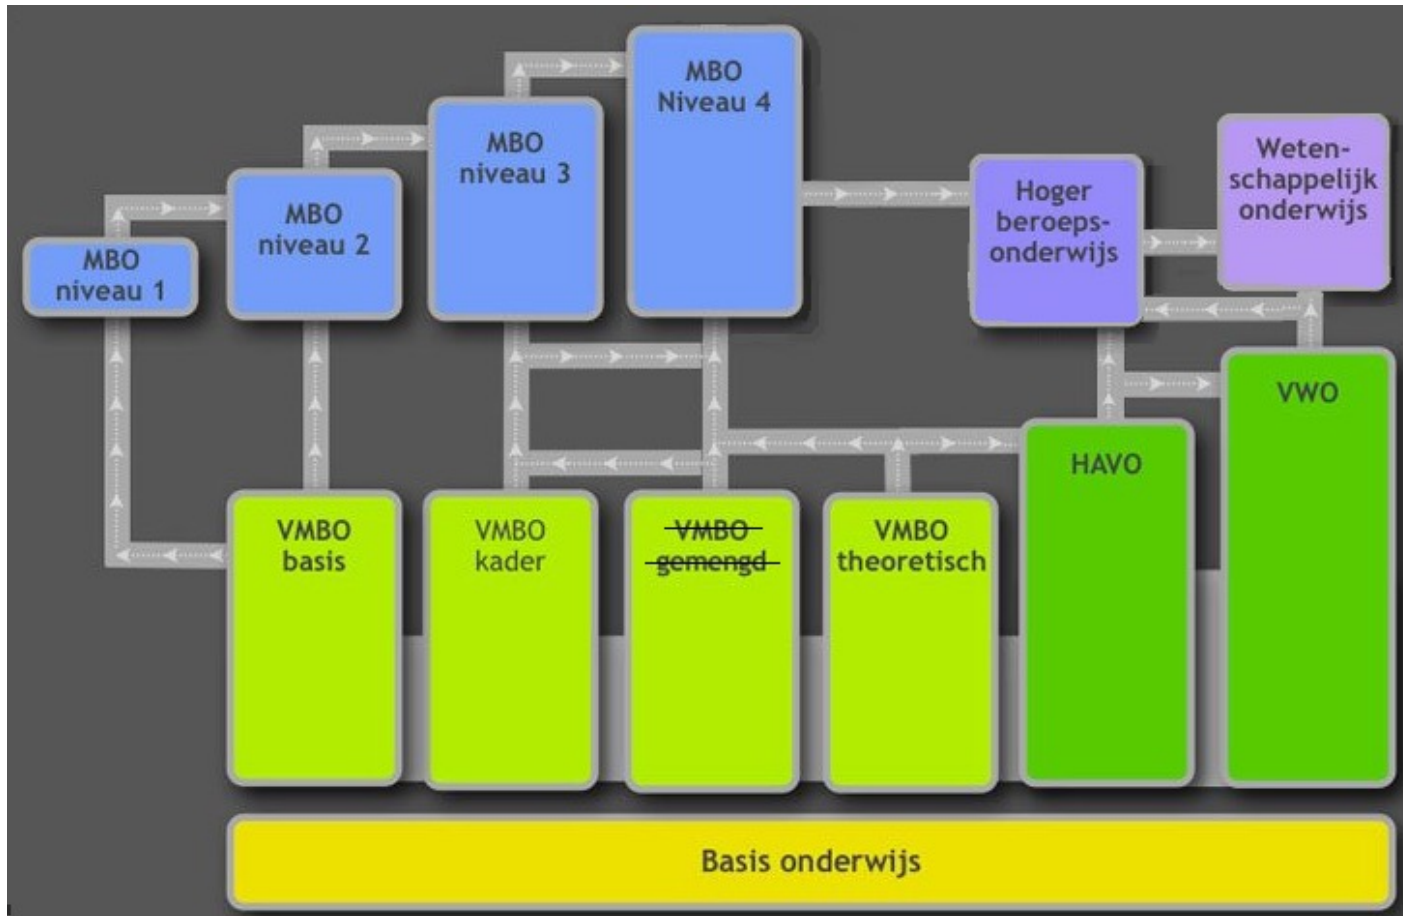 MBO
Niveau 4
MBO
niveau 3
MBO
niveau 2
MBO
niveau 1
Hoger
beroeps-
onderwijs
Weten-
schappelijk
onderwijs
VWO
HAVO
VMBO
basis
VMBO
kader
VMBO
gemengd
VMBO
theoretisch
Basis onderwijs